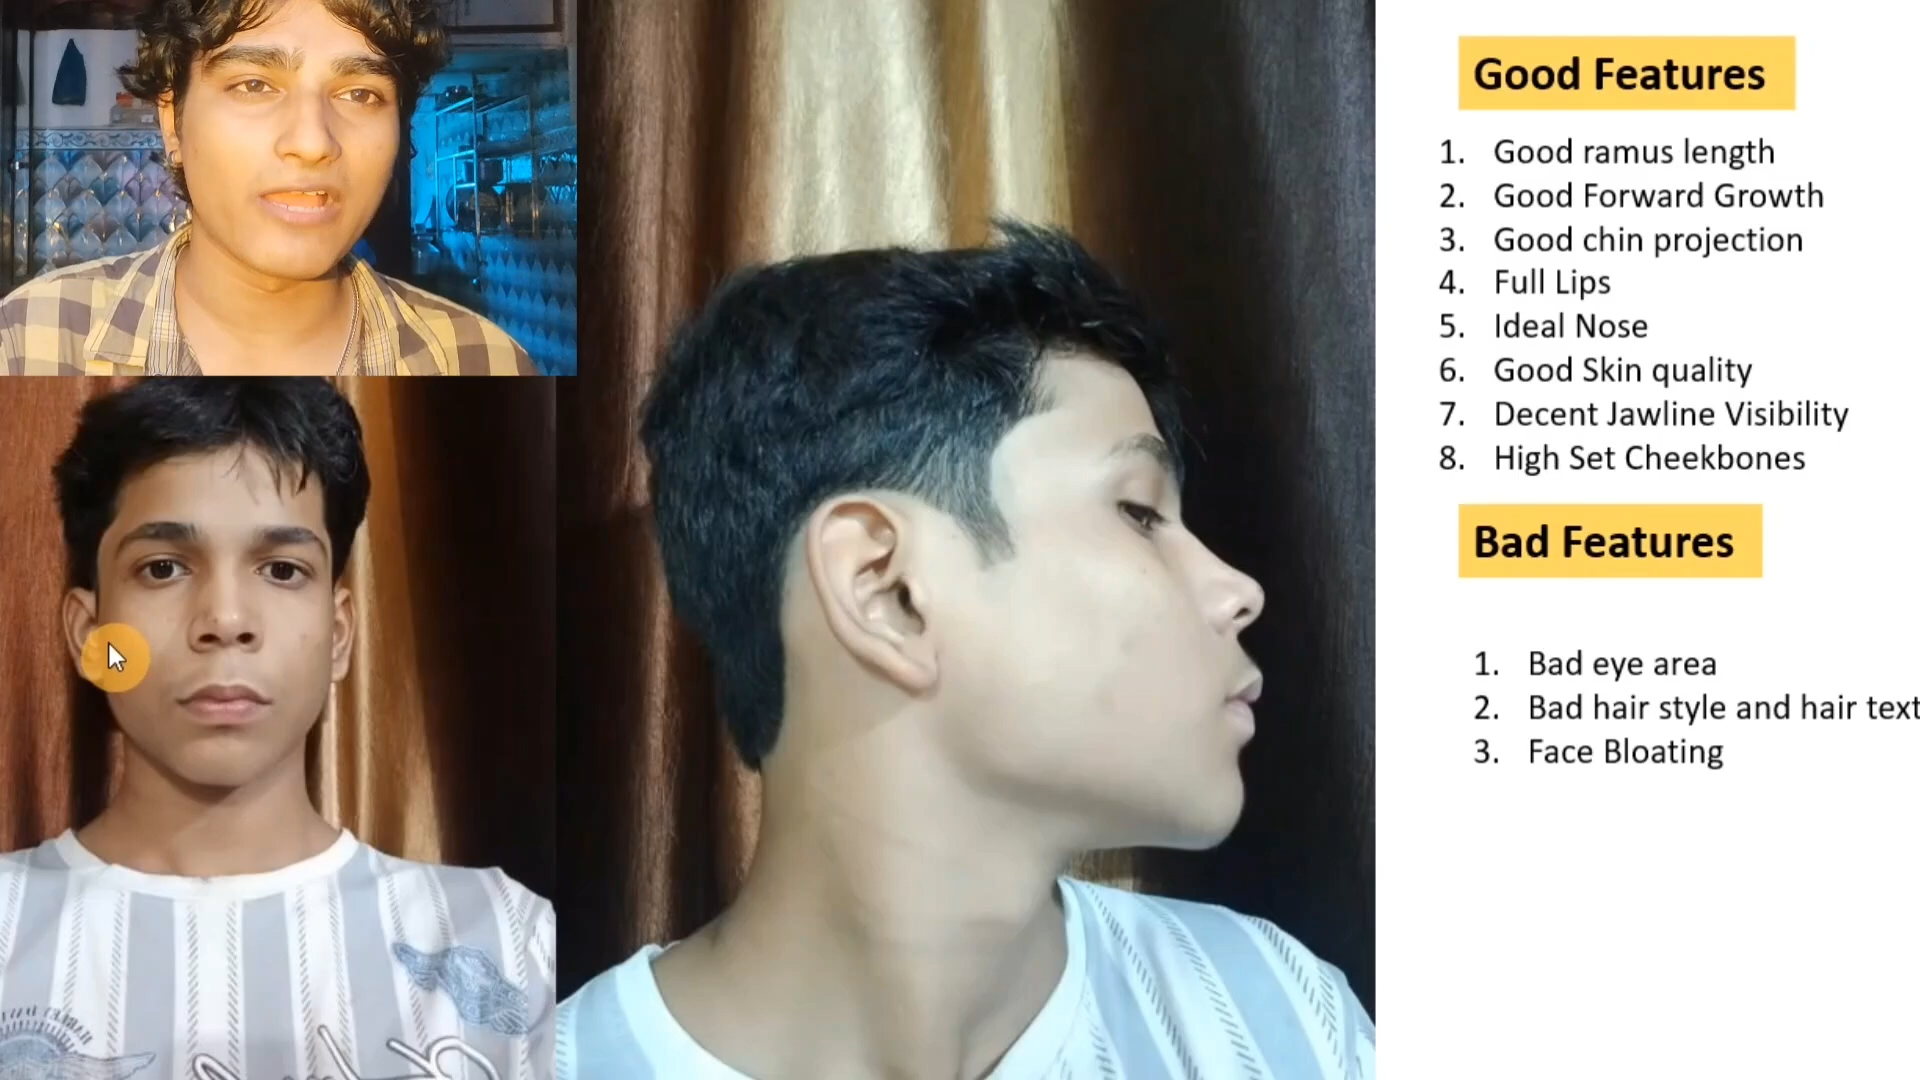 Good Features
1. Good ramus length
2. Good Forward Growth
3. Good chin projection
4. Full Lips
5. Ideal Nose
6. Good Skin quality
7. Decent Jawline Visibility
8. High Set Cheekbones
Bad Features
1. Bad eye area
2. Bad hair style and hair text
3. Face Bloating